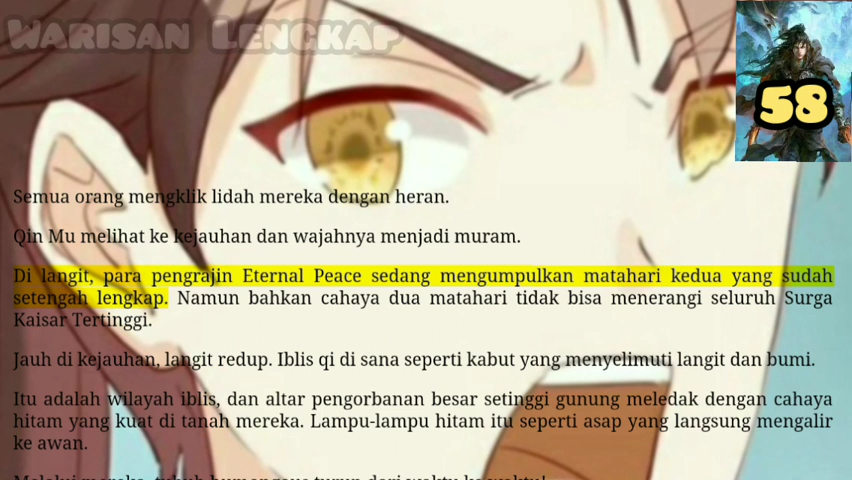 Warisan Lengkap
58
Semua orang mengklik lidah mereka dengan heran.
Qin Mu melihat ke kejauhan dan wajahnya menjadi muram.
Di langit, para pengrajin Eternal Peace sedang mengumpulkan matahari kedua yang sudah
setengah lengkap. Namun bahkan cahaya dua matahari tidak bisa menerangi seluruh Surga
Kaisar Tertinggi.
Jauh di kejauhan, langit redup. Iblis qi di sana seperti kabut yang menyelimuti langit dan bumi.
Itu adalah wilayah iblis, dan altar pengorbanan besar setinggi gunung meledak dengan cahaya
hitam yang kuat di tanah mereka. Lampu-lampu hitam itu seperti asap yang langsung mengalir
ke awan.